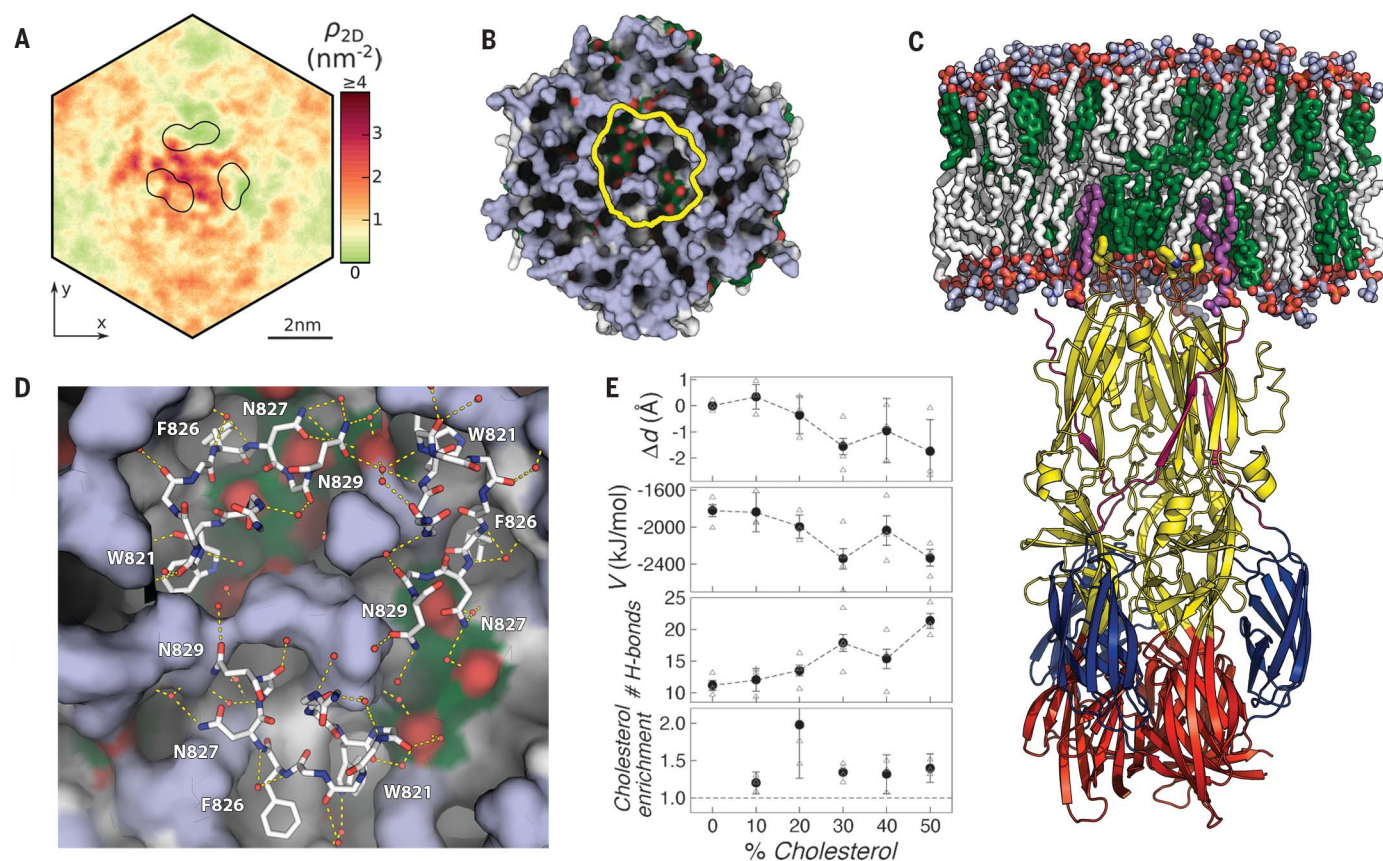 A
ρ2D
(nm-2)
≥4
3
2
1
0
y
x
2nm
B
C
D
N827
F826
W821
N829
F826
W821
N829
N827
N829
N827
F826
W821
E
Δd (Å)
1
0
-1
-2
V (kJ/mol)
-1600
-2000
-2400
# H-bonds
25
20
15
10
Cholesterol
enrichment
2.0
1.5
1.0
0 10 20 30 40 50
% Cholesterol